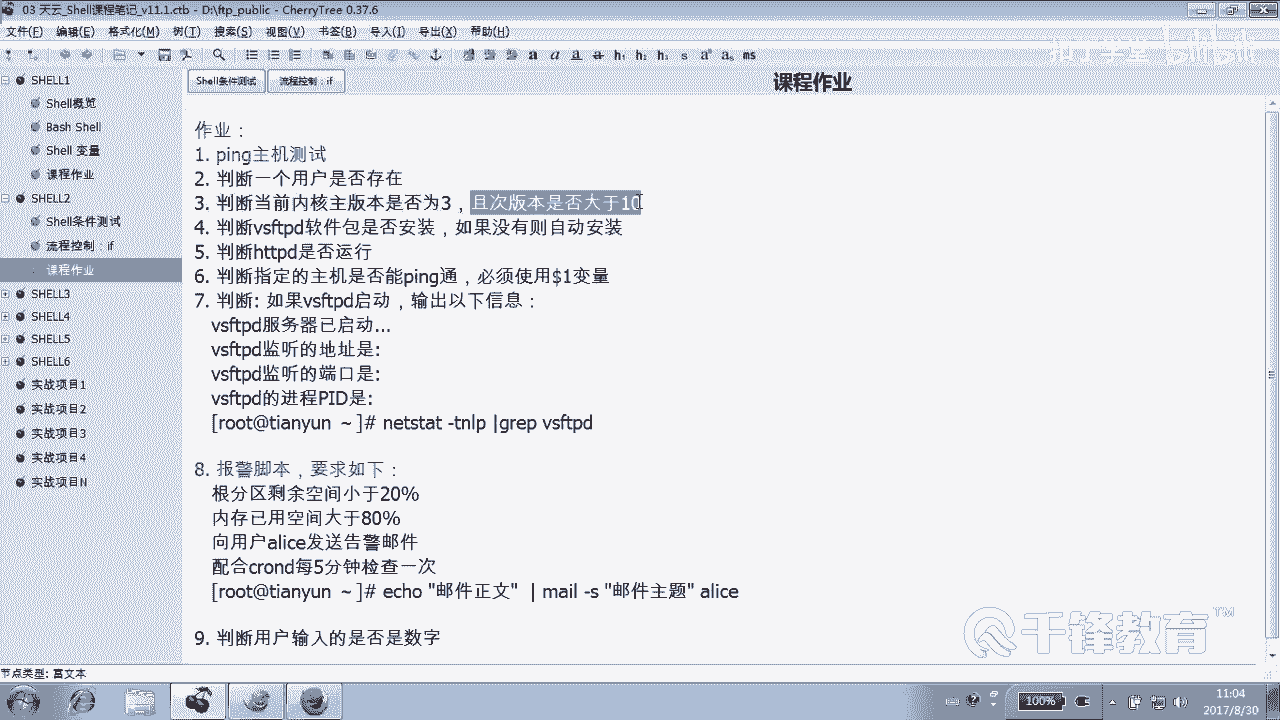 03 天云_Shell课程笔记_v11.1.ctb - D:\ftp_public - CherryTree 0.37.6
文件(F) 编辑(E) 格式化(M) 树(T) 搜索(S) 视图(V) 书签(B) 导入(I) 导出(X) 帮助(H)
SHELL1
Shell概览
Bash Shell
Shell 变量
课程作业
SHELL2
Shell条件测试
流程控制：if
课程作业
SHELL3
SHELL4
SHELL5
SHELL6
实战项目1
实战项目2
实战项目3
实战项目4
实战项目N
Shell条件测试 流程控制：if
课程作业
作业：
1. ping主机测试
2. 判断一个用户是否存在
3. 判断当前内核主版本是否为3，且次版本是否大于10
4. 判断vsftpd软件包是否安装，如果没有则自动安装
5. 判断httpd是否运行
6. 判断指定的主机是否能ping通，必须使用$1变量
7. 判断: 如果vsftpd启动，输出以下信息：
vsftpd服务器已启动...
vsftpd监听的地址是:
vsftpd监听的端口是:
vsftpd的进程PID是:
[root@tianyun ~]# netstat -tnlp |grep vsftpd
8. 报警脚本，要求如下：
根分区剩余空间小于20%
内存已用空间大于80%
向用户alice发送告警邮件
配合crond每5分钟检查一次
[root@tianyun ~]# echo "邮件正文" | mail -s "邮件主题" alice
9. 判断用户输入的是否是数字
千锋教育™
节点类型: 富文本
100%
11:04
2017/8/30